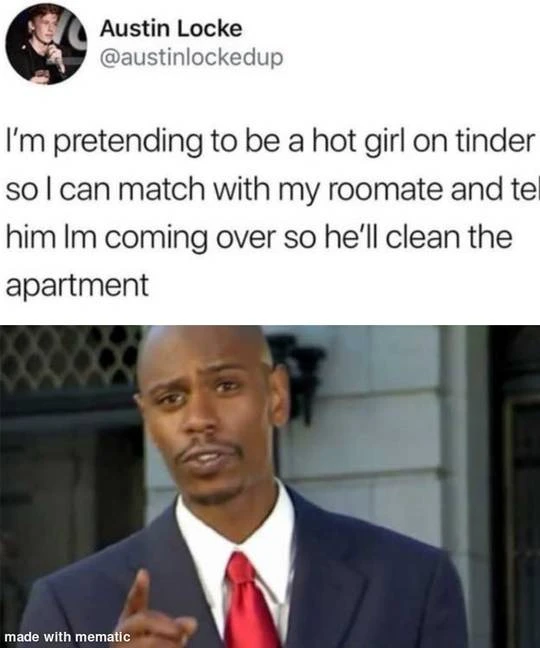 Austin Locke
@austinlockedup
I'm pretending to be a hot girl on tinder
so I can match with my roomate and tel
him Im coming over so he'll clean the
apartment
made with mematic